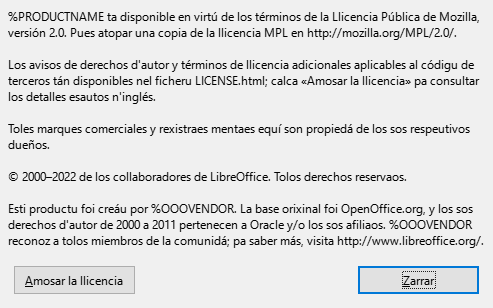 %PRODUCTNAME ta disponible en virtú de los términos de la Llicencia Pública de Mozilla,
versión 2.0. Pues atopar una copia de la llicencia MPL en http://mozilla.org/MPL/2.0/.
Los avisos de derechos d'autor y términos de llicencia adicionales aplicables al códigu de
terceros tán disponibles nel ficheru LICENSE.html; calca «Amosar la llicencia» pa consultar
los detalles esautos n'inglés.
Toles marques comerciales y rexistraes mentaes equí son propiedá de los sos respeutivos
dueños.
© 2000–2022 de los collaboradores de LibreOffice. Tolos derechos reservaos.
Esti productu foi creáu por %OOOVENDOR. La base orixinal foi OpenOffice.org, y los sos
derechos d'autor de 2000 a 2011 pertenecen a Oracle y/o los sos afiliaos. %OOOVENDOR
reconoz a tolos miembros de la comunidá; pa saber más, visita http://www.libreoffice.org/.
Amosar la llicencia
Zarrar